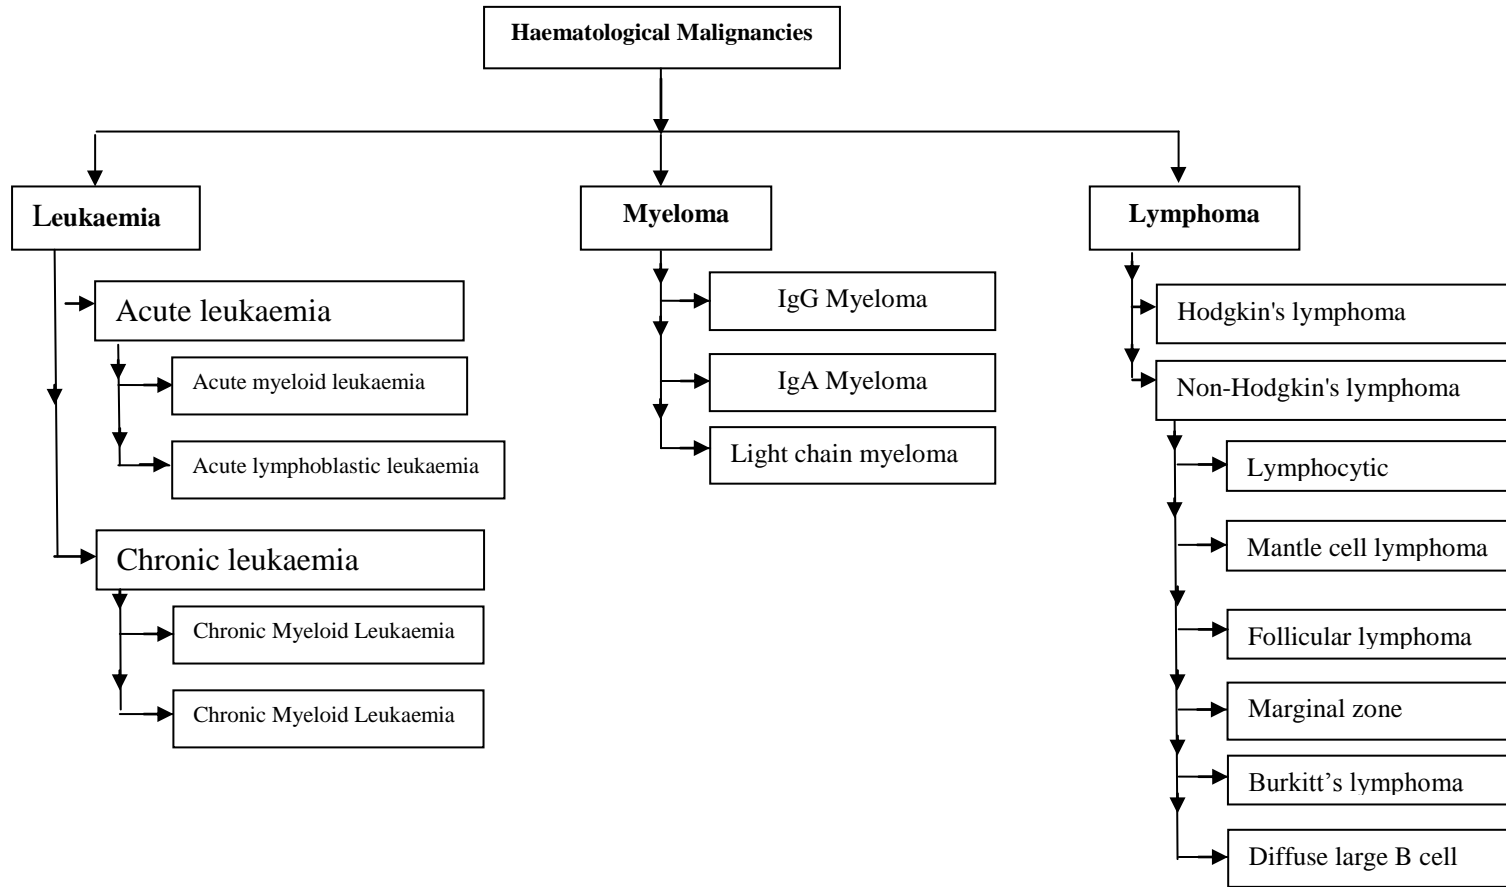 Haematological Malignancies
Leukaemia
Myeloma
Lymphoma
Acute leukaemia
Acute myeloid leukaemia
Acute lymphoblastic leukaemia
Chronic leukaemia
Chronic Myeloid Leukaemia
Chronic Myeloid Leukaemia
IgG Myeloma
IgA Myeloma
Light chain myeloma
Hodgkin's lymphoma
Non-Hodgkin's lymphoma
Lymphocytic
Mantle cell lymphoma
Follicular lymphoma
Marginal zone
Burkitt’s lymphoma
Diffuse large B cell